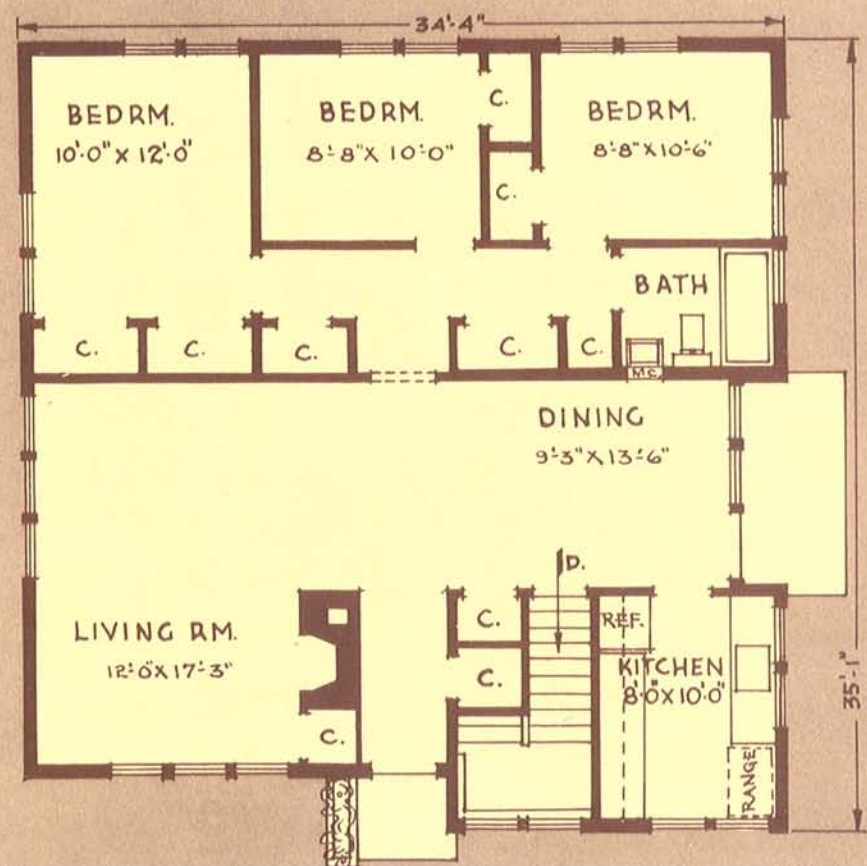 34'-4"
BEDRM.
10'-0" X 12'-0"
BEDRM.
8'-8" X 10'-0"
C.
C.
BEDRM.
8'-8" X 10'-6"
BATH
C.
C.
C.
C.
C.
M.C.
DINING
9'-3" X 13'-6"
D.
LIVING RM.
12'-0" X 17'-3"
C.
C.
C.
REF.
KITCHEN
8'-0" X 10'-0"
RANGE
35'-1"